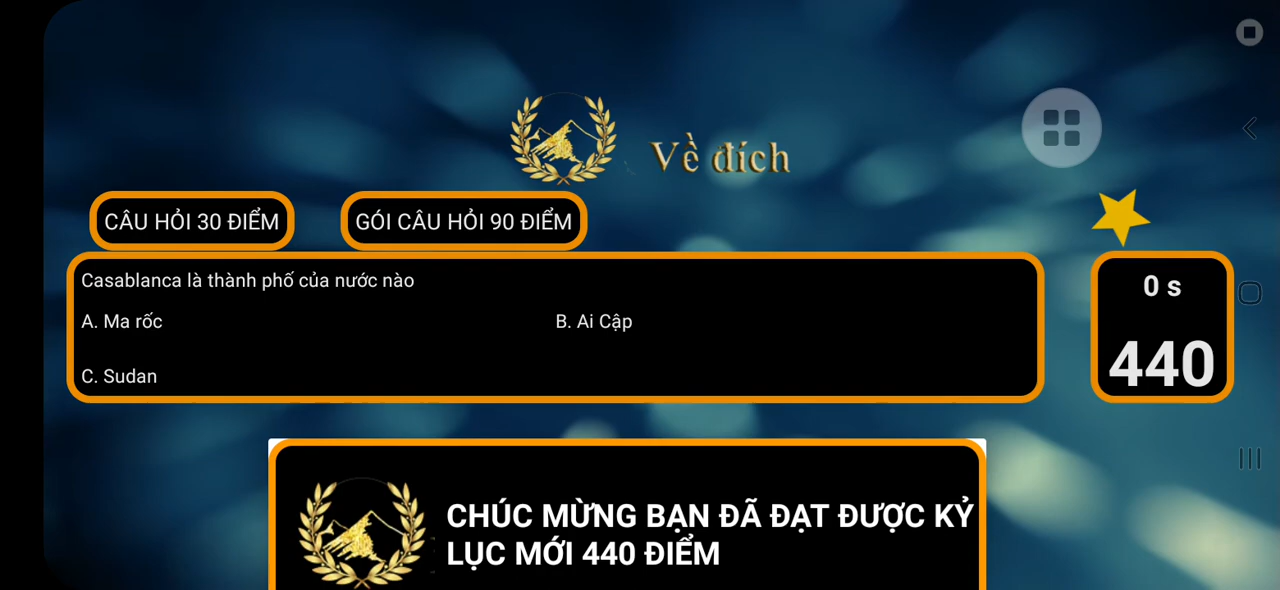 Về đích
CÂU HỎI 30 ĐIỂM
GÓI CÂU HỎI 90 ĐIỂM
Casablanca là thành phố của nước nào
A. Ma rốc
B. Ai Cập
C. Sudan
0 s
440
CHÚC MỪNG BẠN ĐÃ ĐẠT ĐƯỢC KỶ
LỤC MỚI 440 ĐIỂM